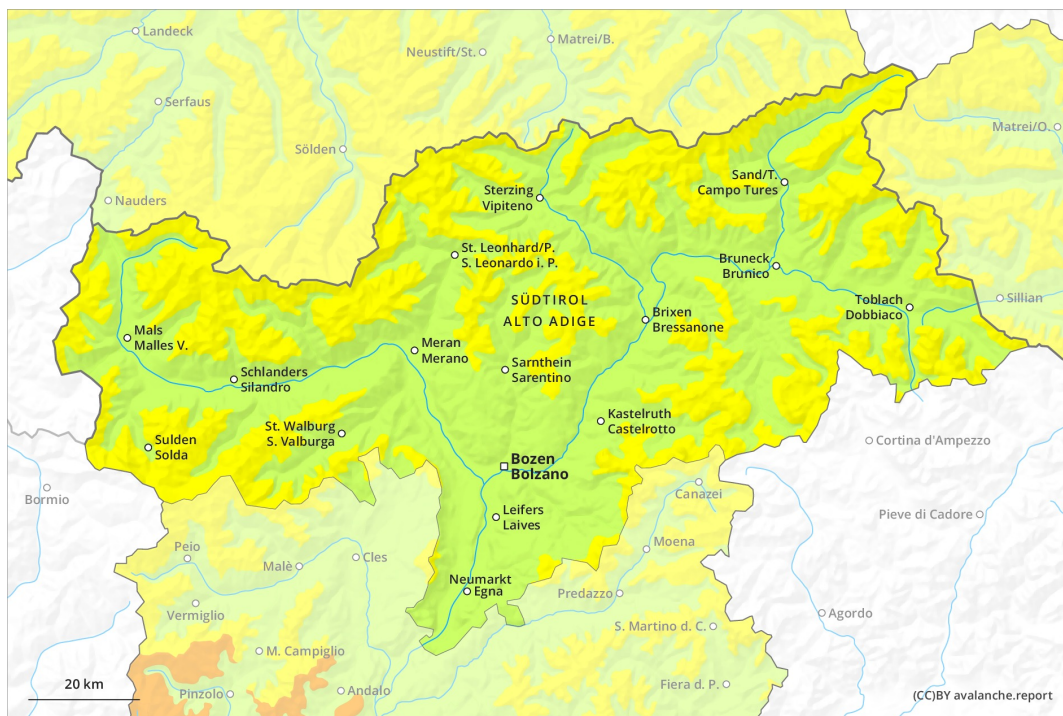 Landeck
Matrei/B.
Neustift/St.
Serfaus
Matrei/O.
Sölden
Sand/T.
Campo Tures
Sterzing
Vipiteno
Nauders
St. Leonhard/P.
S. Leonardo i. P.
Bruneck
Brunico
SÜDTIROL
ALTO ADIGE
Toblach
Dobbiaco
Sillian
Brixen
Bressanone
Mals
Malles V.
Meran
Merano
Sarnthein
Sarentino
Schlanders
Silandro
Kastelruth
Castelrotto
St. Walburg
S. Valburga
Sulden
Solda
Cortina d'Ampezzo
Bozen
Bolzano
Bormio
Canazei
Leifers
Laives
Pieve di Cadore
Moena
Peio
Cles
Malè
Neumarkt
Egna
Predazzo
Vermiglio
Agordo
S. Martino d. C.
M. Campiglio
20 km
Pinzolo
Andalo
Fiera d. P.
(CC)BY avalanche.report